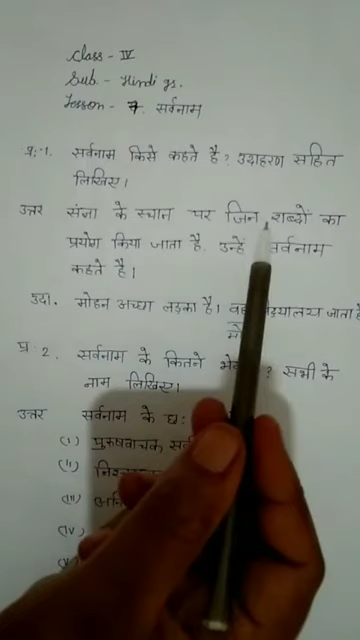 Class - IV
Sub. - Hindi gr.
Lesson - 7. सर्वनाम
प्र:-1. सर्वनाम किसे कहते है? उदाहरण सहित
लिखिए।
उत्तर संज्ञा के स्थान पर जिन शब्दों का
प्रयोग किया जाता है. उन्हें सर्वनाम
कहते है।
उदा. मोहन अच्छा लड़का है। वह जाता है
प्र 2. सर्वनाम के कितने ? सभी के
नाम लिखिए।
उत्तर सर्वनाम के छ:
(i) पुरुषवाचक
(ii)
(iii)
(iv)